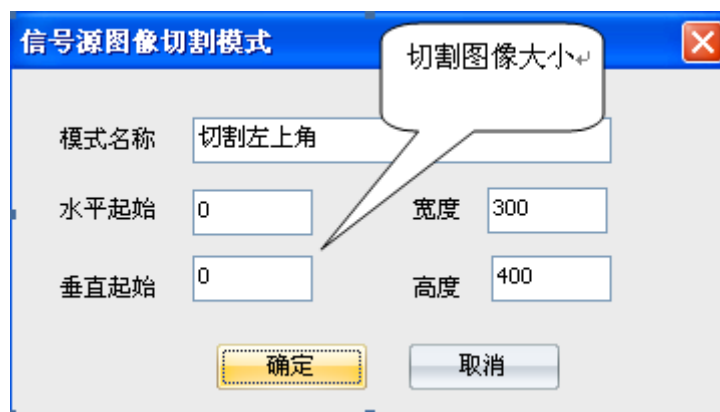 信号源图像切割模式
切割图像大小↵
模式名称 切割左上角
水平起始 0 宽度 300
垂直起始 0 高度 400
确定 取消